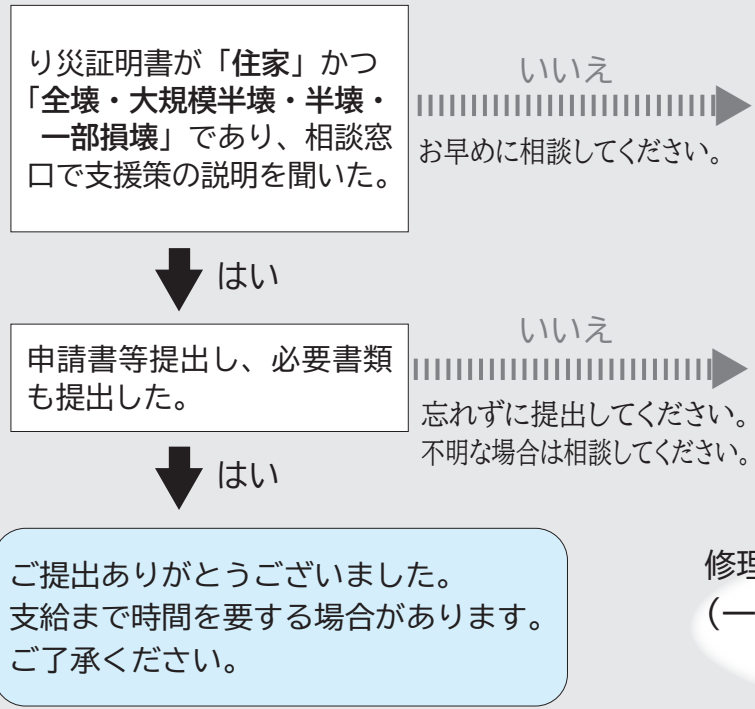 り災証明書が「住家」かつ
「全壊・大規模半壊・半壊・
一部損壊」であり、相談窓
口で支援策の説明を聞いた。
いいえ
お早めに相談してください。
はい
申請書等提出し、必要書類
も提出した。
いいえ
忘れずに提出してください。
不明な場合は相談してください。
はい
ご提出ありがとうございました。
支給まで時間を要する場合があります。
ご了承ください。
修理
(一